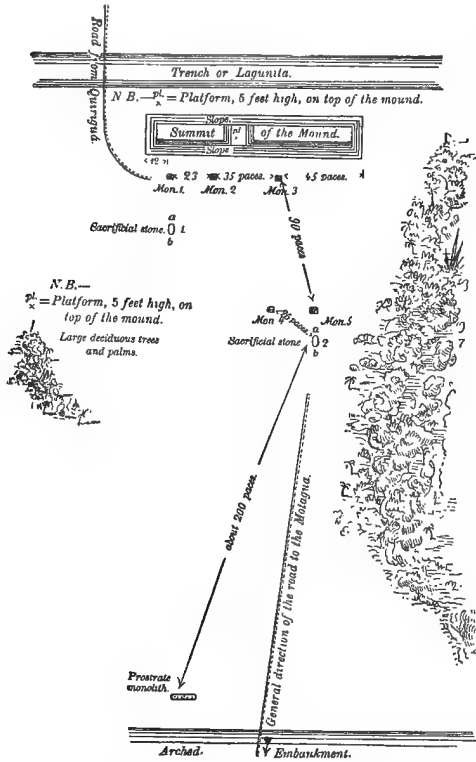 Road from Quirigua.
Trench or Lagunita.
N B.—pl. x = Platform, 5 feet high, on top of the mound.
Slope.
Summit pl x of the Mound.
Slope
23 35 paces. 45 paces.
Mon.1. Mon. 2 Mon. 3
a
Sacrificial stone. 1
b
90 paces
N.B.—
pl. x = Platform, 5 feet high, on
top of the mound.
Large deciduous trees
and palms.
Mon 4 Mon. 5
a
Sacrificial stone 2
b
about 200 paces.
General direction of the road to the Motagua.
Prostrate
monolith.
Arched. Embankment.